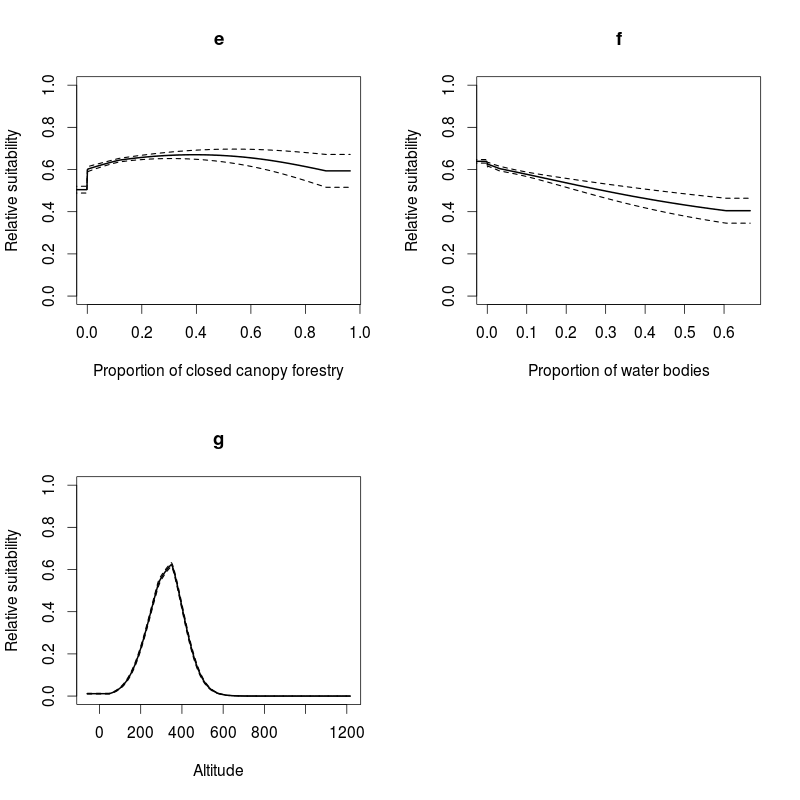 e
f
Relative suitability
0.0 0.2 0.4 0.6 0.8 1.0
0.0 0.2 0.4 0.6 0.8 1.0
Proportion of closed canopy forestry
Relative suitability
0.0 0.2 0.4 0.6 0.8 1.0
0.0 0.1 0.2 0.3 0.4 0.5 0.6
Proportion of water bodies
g
Relative suitability
0.0 0.2 0.4 0.6 0.8 1.0
0 200 400 600 800 1200
Altitude